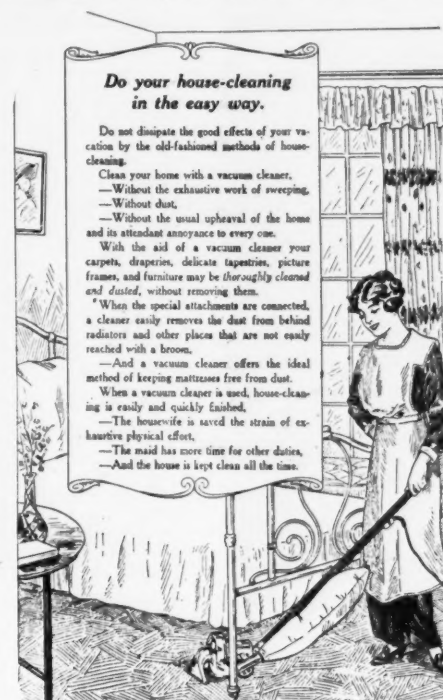 Do your house-cleaning
in the easy way.
Do not dissipate the good effects of your va-
cation by the old-fashioned methods of house-
cleaning.
Clean your home with a vacuum cleaner,
—Without the exhaustive work of sweeping,
—Without dust,
—Without the usual upheaval of the home
and its attendant annoyance to every one.
With the aid of a vacuum cleaner your
carpets, draperies, delicate tapestries, picture
frames, and furniture may be thoroughly cleaned
and dusted, without removing them.
When the special attachments are connected,
a cleaner easily removes the dust from behind
radiators and other places that are not easily
reached with a broom,
—And a vacuum cleaner offers the ideal
method of keeping mattresses free from dust.
When a vacuum cleaner is used, house-clean-
ing is easily and quickly finished,
—The housewife is saved the strain of ex-
haustive physical effort,
—The maid has more time for other duties,
—And the house is kept clean all the time.